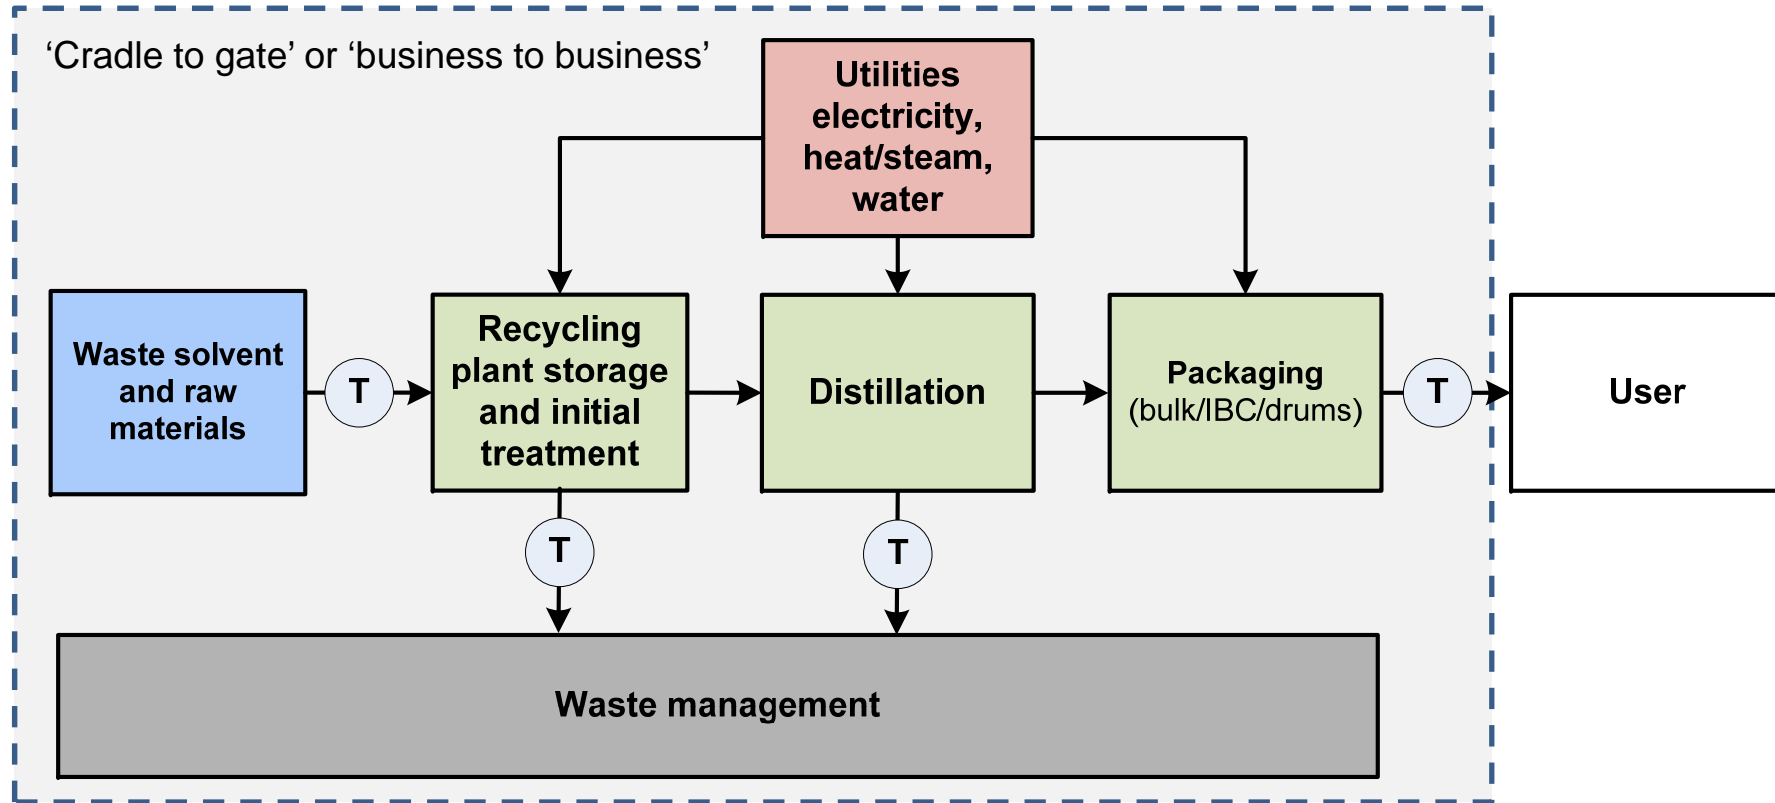 ‘Cradle to gate’ or ‘business to business’
Utilities
electricity,
heat/steam,
water
Waste solvent
and raw
materials
T
Recycling
plant storage
and initial
treatment
Distillation
Packaging
(bulk/IBC/drums)
T
User
T
T
Waste management